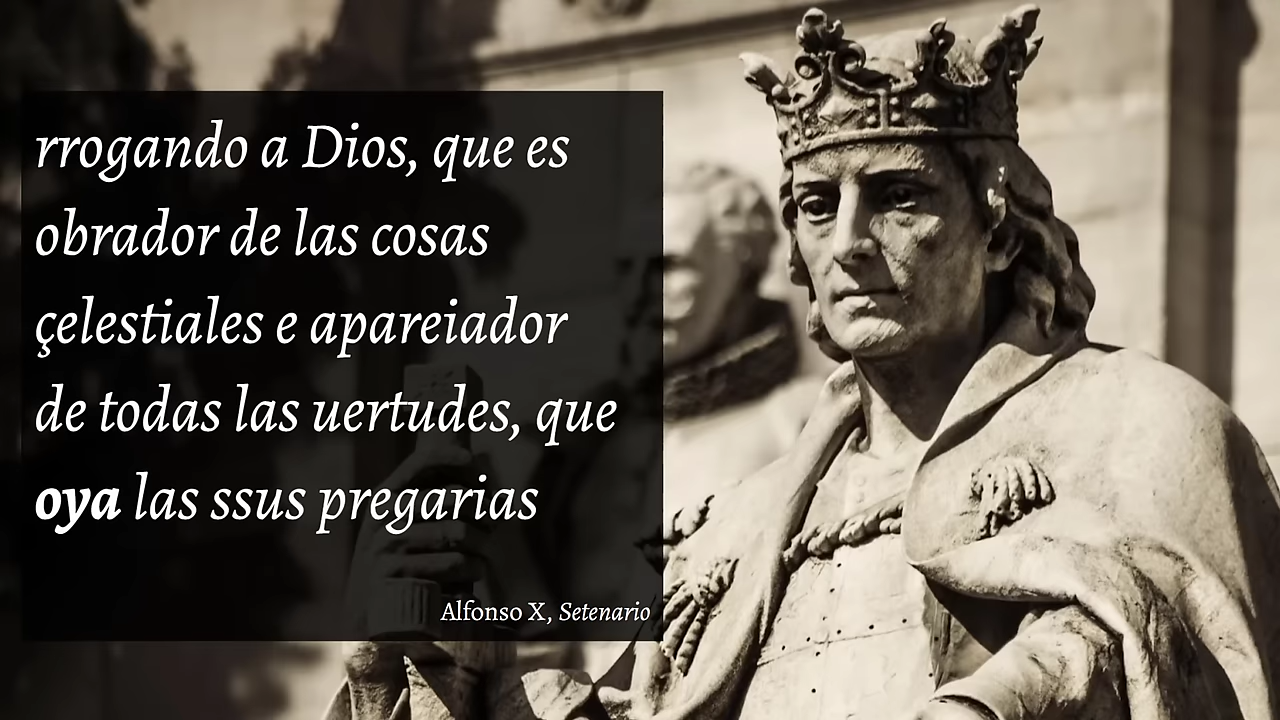 rrogando a Dios, que es
obrador de las cosas
çelestiales e apareiador
de todas las uertudes, que
oya las ssus pregarias
Alfonso X, Setenario